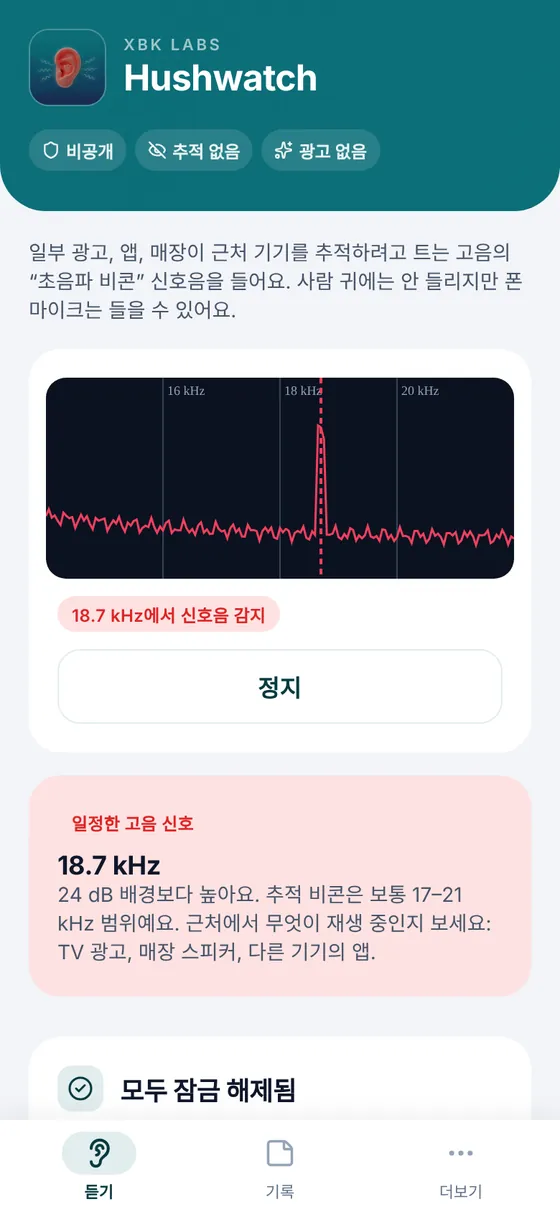 XBK LABS
Hushwatch
비공개
추적 없음
광고 없음
일부 광고, 앱, 매장이 근처 기기를 추적하려고 트는 고음의
“초음파 비콘” 신호음을 들어요. 사람 귀에는 안 들리지만 폰
마이크는 들을 수 있어요.
16 kHz
18 kHz
20 kHz
18.7 kHz에서 신호음 감지
정지
일정한 고음 신호
18.7 kHz
24 dB 배경보다 높아요. 추적 비콘은 보통 17–21
kHz 범위예요. 근처에서 무엇이 재생 중인지 보세요:
TV 광고, 매장 스피커, 다른 기기의 앱.
모두 잠금 해제됨
듣기
기록
더보기